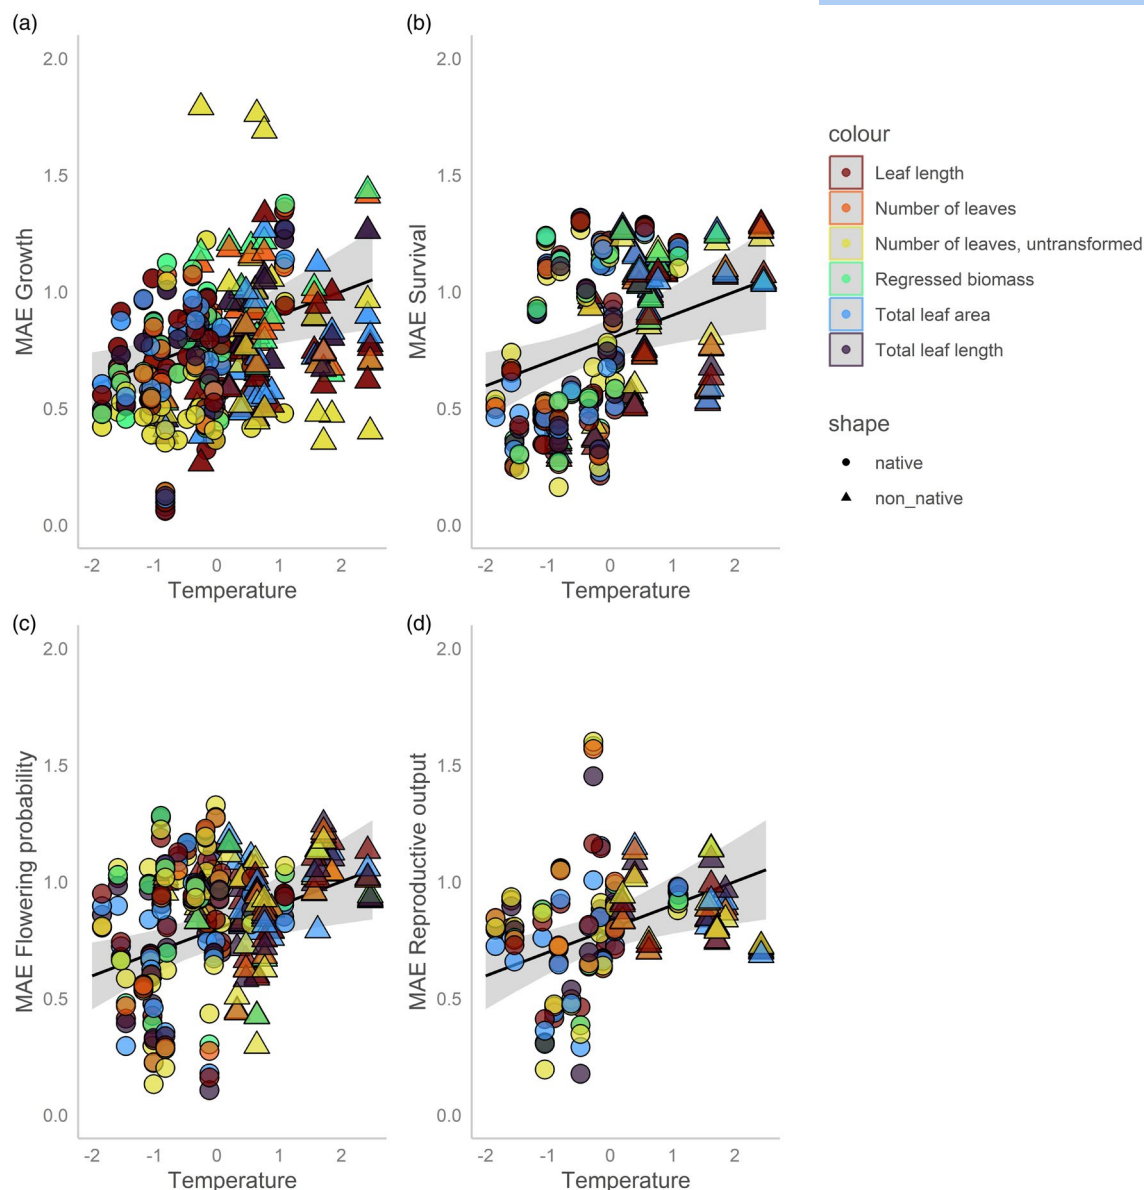 (a)
2.0
1.5
1.0
0.5
0.0
MAE Growth
-2 -1 0 1 2
Temperature
(b)
2.0
1.5
1.0
0.5
0.0
MAE Survival
-2 -1 0 1 2
Temperature
colour
Leaf length
Number of leaves
Number of leaves, untransformed
Regressed biomass
Total leaf area
Total leaf length
shape
native
non_native
(c)
2.0
1.5
1.0
0.5
0.0
MAE Flowering probability
-2 -1 0 1 2
Temperature
(d)
2.0
1.5
1.0
0.5
0.0
MAE Reproductive output
-2 -1 0 1 2
Temperature